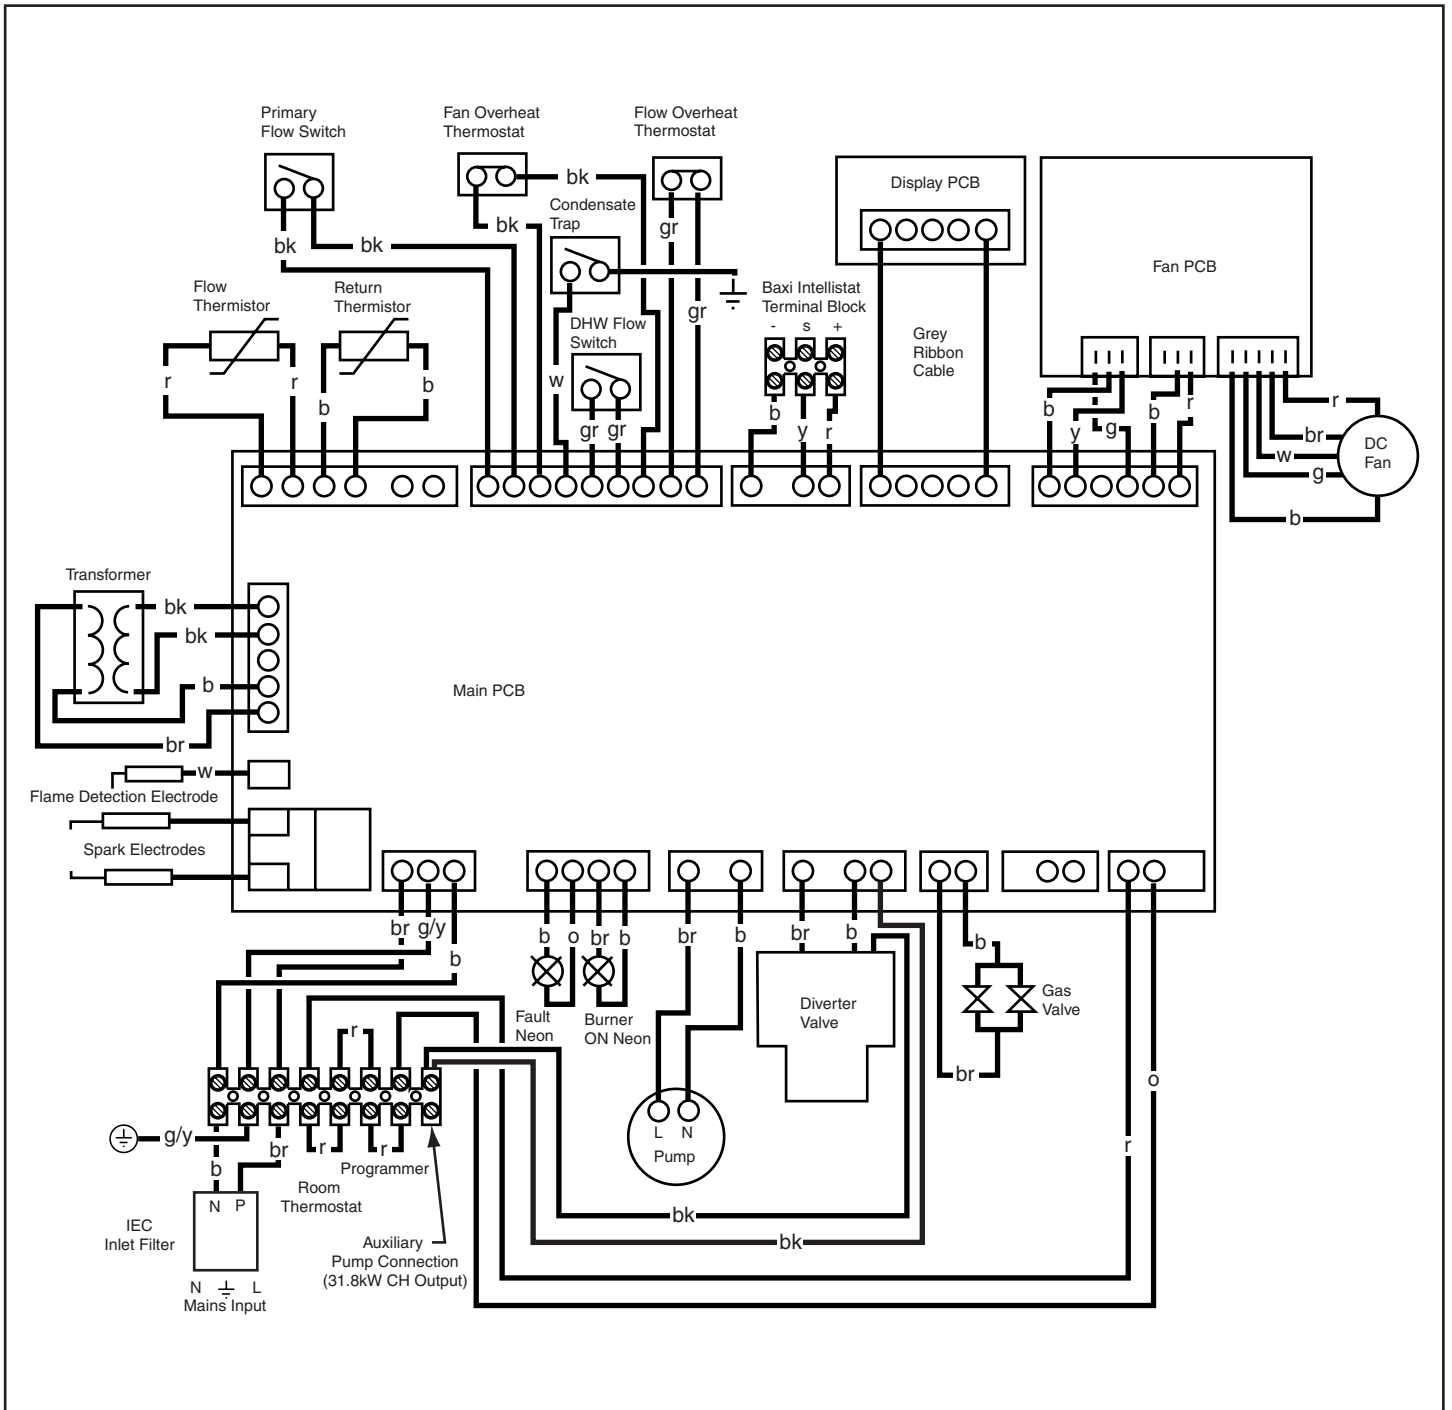 Primary
Flow Switch
Fan Overheat
Thermostat
Flow Overheat
Thermostat
bk
bk
bk
bk
Condensate
Trap
gr
gr
Display PCB
Fan PCB
Flow
Thermistor
Return
Thermistor
DHW Flow
Switch
Baxi Intellistat
Terminal Block
- s +
Grey
Ribbon
Cable
r
r
b
b
w
gr
gr
b
y
r
b
y
g
b
r
r
br
w
g
b
DC
Fan
Transformer
bk
bk
b
br
Main PCB
w
Flame Detection Electrode
Spark Electrodes
br
g/y
b
b
o
br
b
br
b
br
b
b
Fault
Neon
Burner
ON Neon
Diverter
Valve
Gas
Valve
br
r
o
r
g/y
b
br
r
r
L N
Pump
Programmer
Room
Thermostat
N P
IEC
Inlet Filter
Auxiliary
Pump Connection
(31.8kW CH Output)
bk
bk
N L
Mains Input